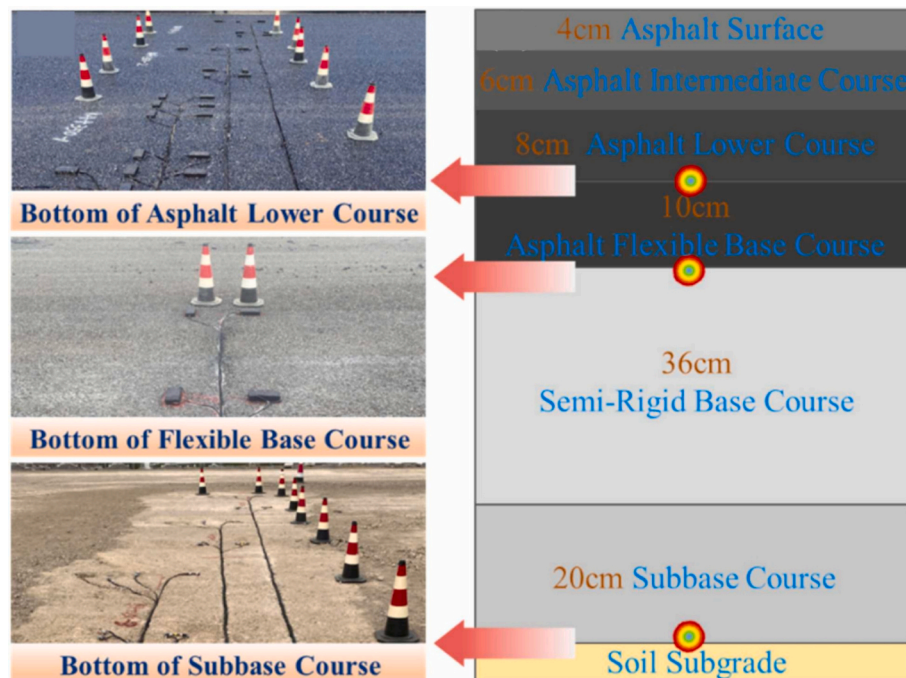 Bottom of Asphalt Lower Course
Bottom of Flexible Base Course
Bottom of Subbase Course
4cm Asphalt Surface
6cm Asphalt Intermediate Course
8cm Asphalt Lower Course
10cm
Asphalt Flexible Base Course
36cm
Semi-Rigid Base Course
20cm Subbase Course
Soil Subgrade